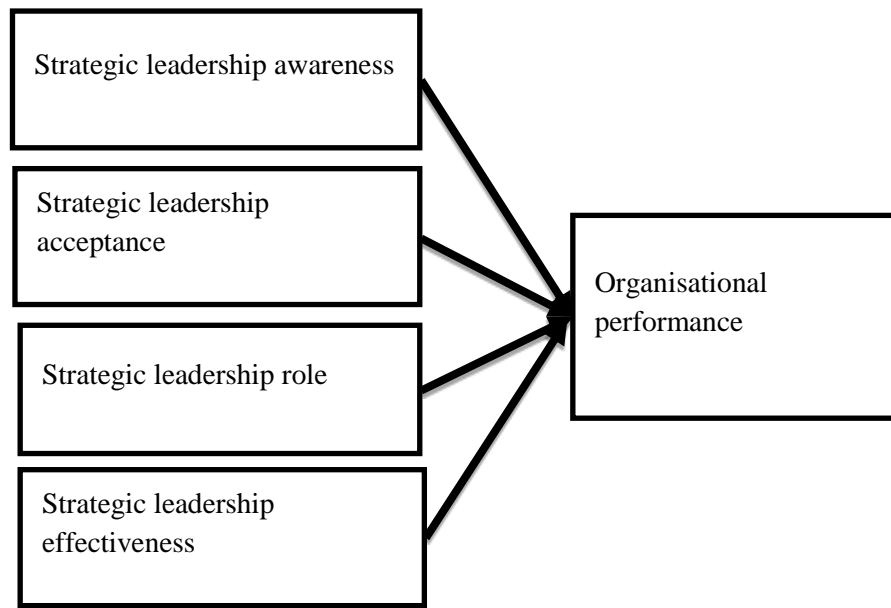 Strategic leadership awareness
Strategic leadership
acceptance
Strategic leadership role
Strategic leadership
effectiveness
Organisational
performance